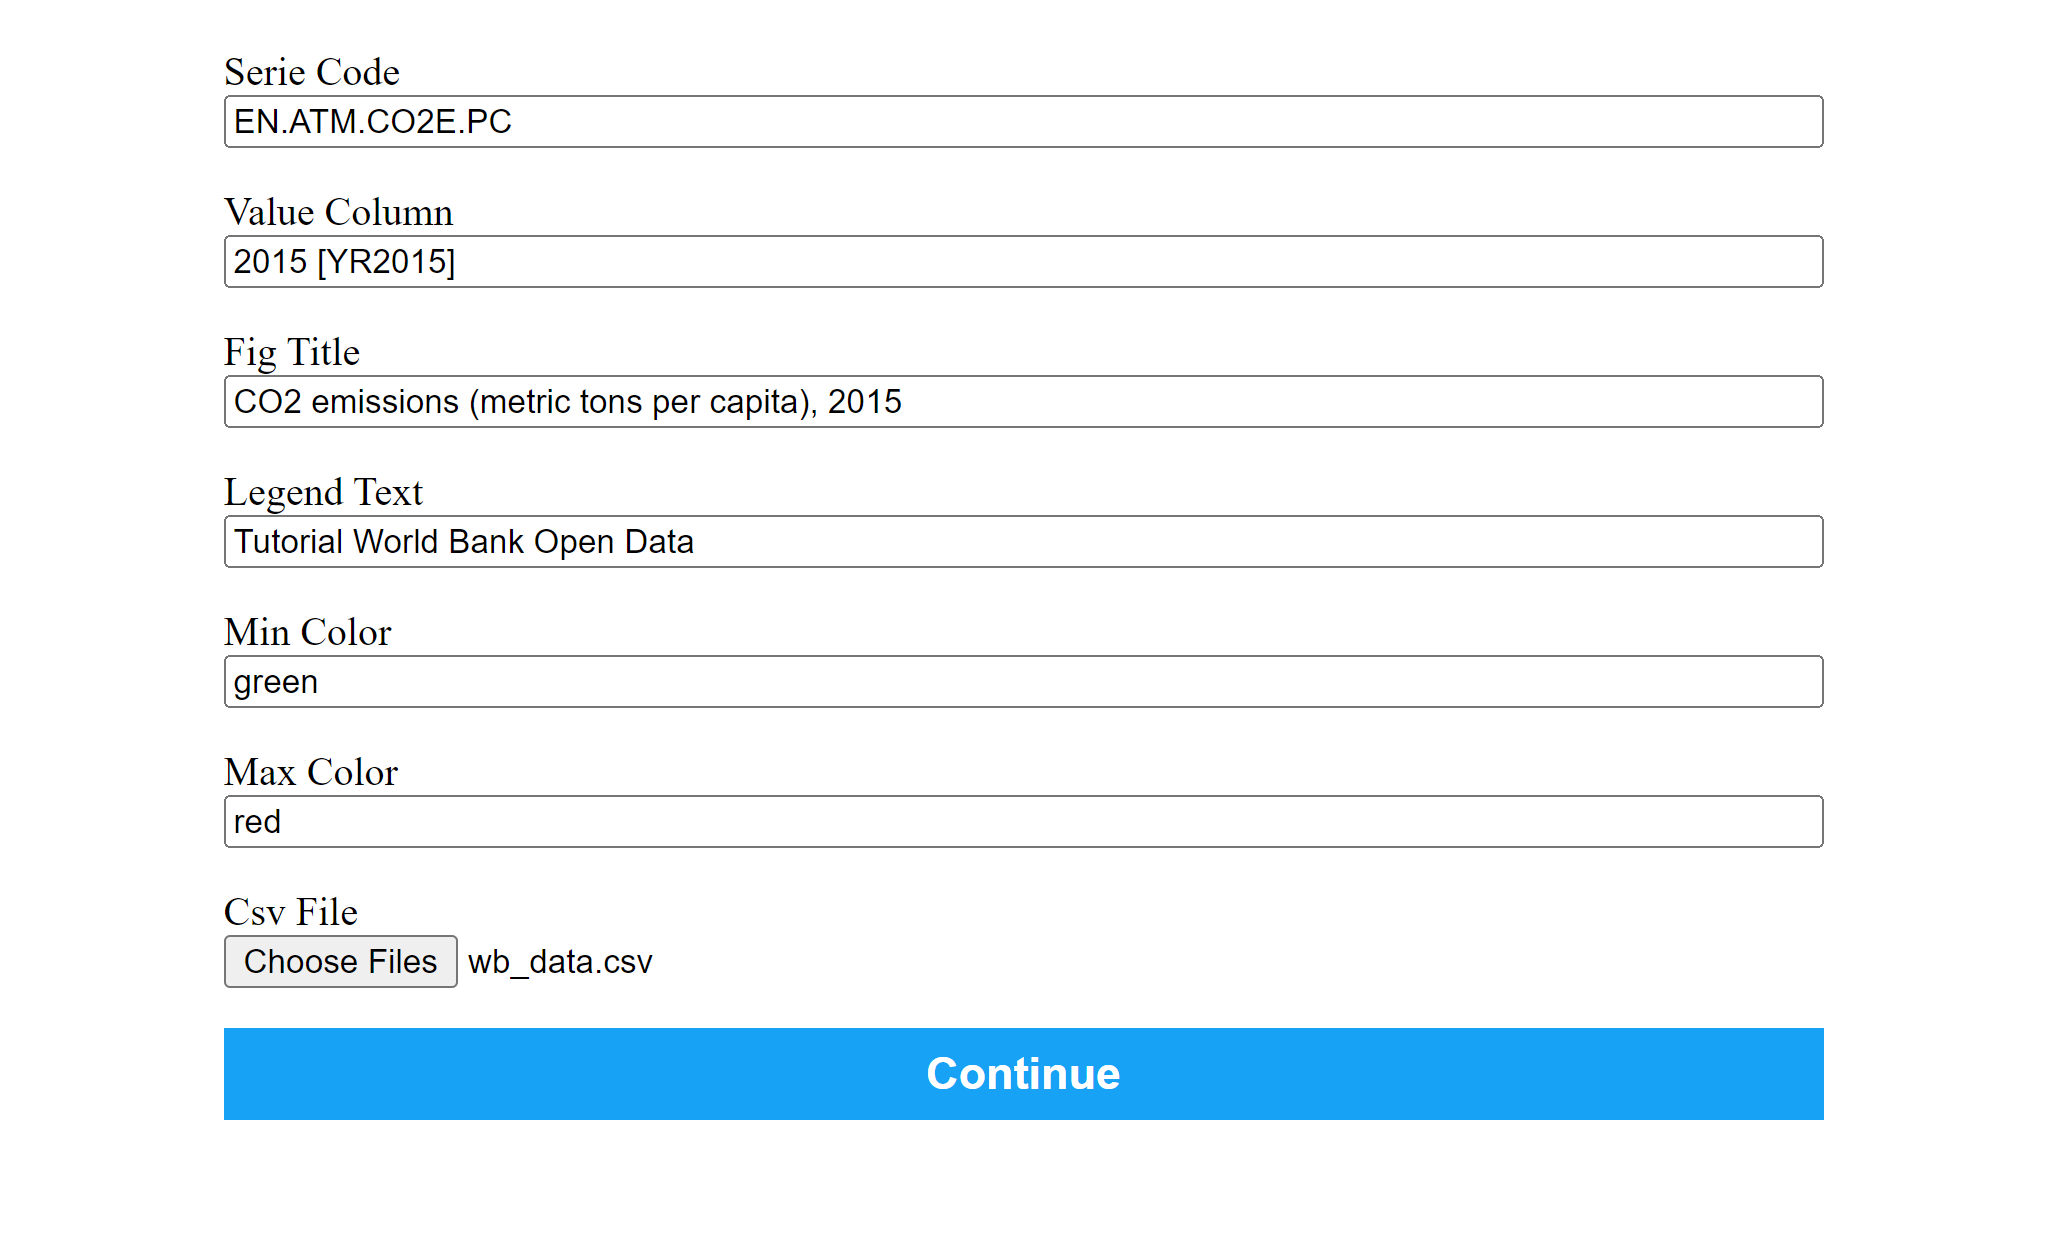 Serie Code
EN.ATM.CO2E.PC
Value Column
2015 [YR2015]
Fig Title
CO2 emissions (metric tons per capita), 2015
Legend Text
Tutorial World Bank Open Data
Min Color
green
Max Color
red
Csv File
Choose Files wb_data.csv
Continue